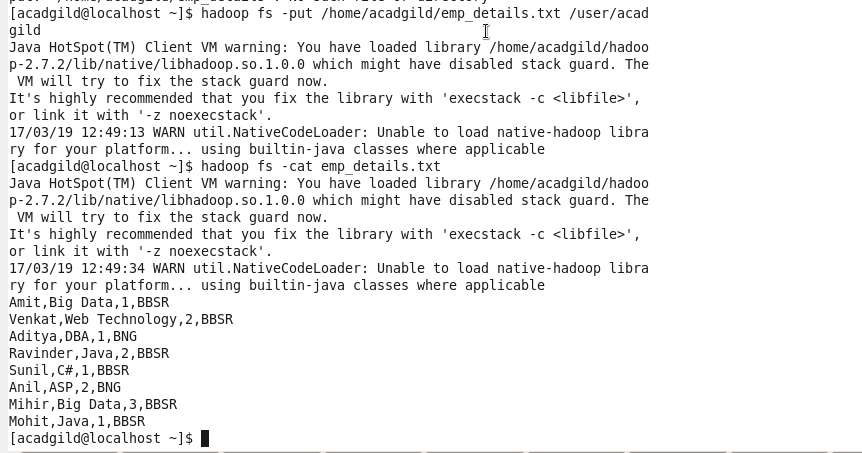 [acadgild@localhost ~]$ hadoop fs -put /home/acadgild/emp_details.txt /user/acad
gild
Java HotSpot(TM) Client VM warning: You have loaded library /home/acadgild/hadoo
p-2.7.2/lib/native/libhadoop.so.1.0.0 which might have disabled stack guard. The
 VM will try to fix the stack guard now.
It's highly recommended that you fix the library with 'execstack -c <libfile>',
or link it with '-z noexecstack'.
17/03/19 12:49:13 WARN util.NativeCodeLoader: Unable to load native-hadoop libra
ry for your platform... using builtin-java classes where applicable
[acadgild@localhost ~]$ hadoop fs -cat emp_details.txt
Java HotSpot(TM) Client VM warning: You have loaded library /home/acadgild/hadoo
p-2.7.2/lib/native/libhadoop.so.1.0.0 which might have disabled stack guard. The
 VM will try to fix the stack guard now.
It's highly recommended that you fix the library with 'execstack -c <libfile>',
or link it with '-z noexecstack'.
17/03/19 12:49:34 WARN util.NativeCodeLoader: Unable to load native-hadoop libra
ry for your platform... using builtin-java classes where applicable
Amit,Big Data,1,BBSR
Venkat,Web Technology,2,BBSR
Aditya,DBA,1,BNG
Ravinder,Java,2,BBSR
Sunil,C#,1,BBSR
Anil,ASP,2,BNG
Mihir,Big Data,3,BBSR
Mohit,Java,1,BBSR
[acadgild@localhost ~]$